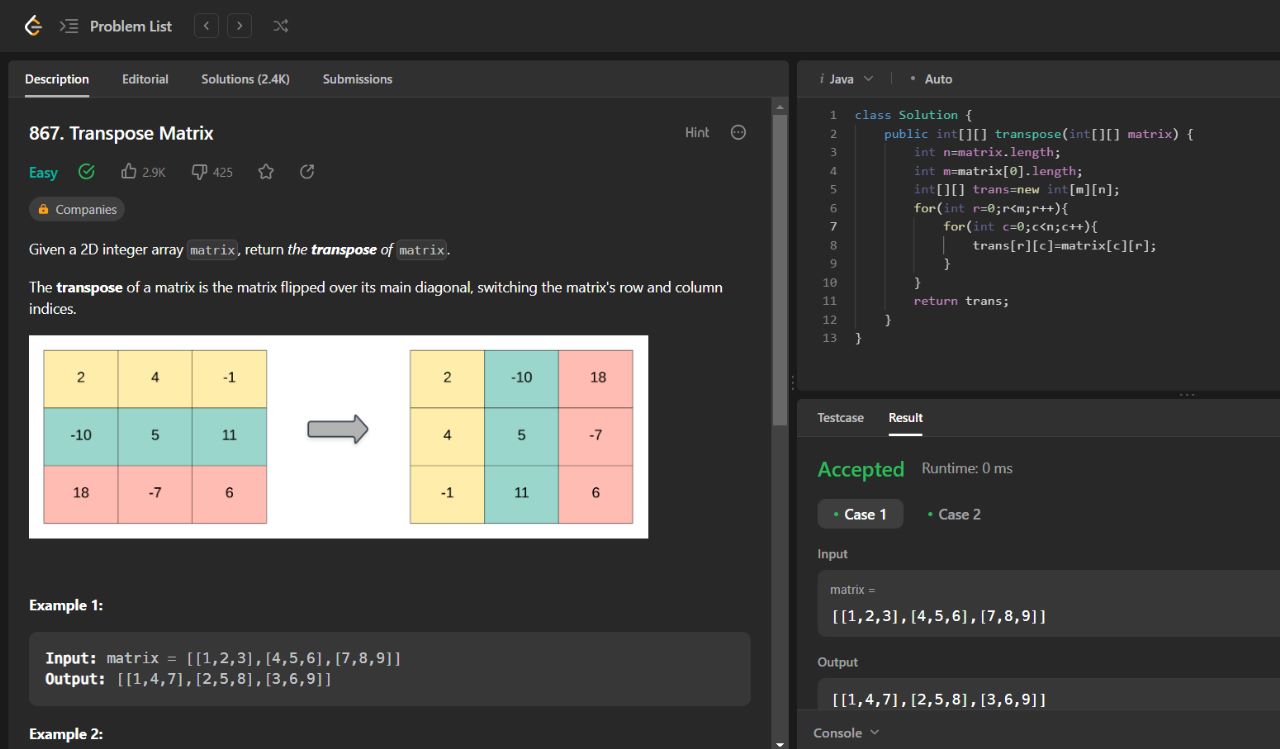 Problem List
Description Editorial Solutions (2.4K) Submissions
867. Transpose Matrix
Hint
Easy 2.9K 425
Companies
Given a 2D integer array matrix, return the transpose of matrix.
The transpose of a matrix is the matrix flipped over its main diagonal, switching the matrix's row and column
indices.
2 4 -1
-10 5 11
18 -7 6
2 -10 18
4 5 -7
-1 11 6
Example 1:
Input: matrix = [[1,2,3],[4,5,6],[7,8,9]]
Output: [[1,4,7],[2,5,8],[3,6,9]]
Example 2:
i Java • Auto
1 class Solution {
2 public int[][] transpose(int[][] matrix) {
3 int n=matrix.length;
4 int m=matrix[0].length;
5 int[][] trans=new int[m][n];
6 for(int r=0;r<m;r++){
7 for(int c=0;c<n;c++){
8 trans[r][c]=matrix[c][r];
9 }
10 }
11 return trans;
12 }
13 }
Testcase Result
Accepted Runtime: 0 ms
• Case 1 • Case 2
Input
matrix =
[[1,2,3],[4,5,6],[7,8,9]]
Output
[[1,4,7],[2,5,8],[3,6,9]]
Console